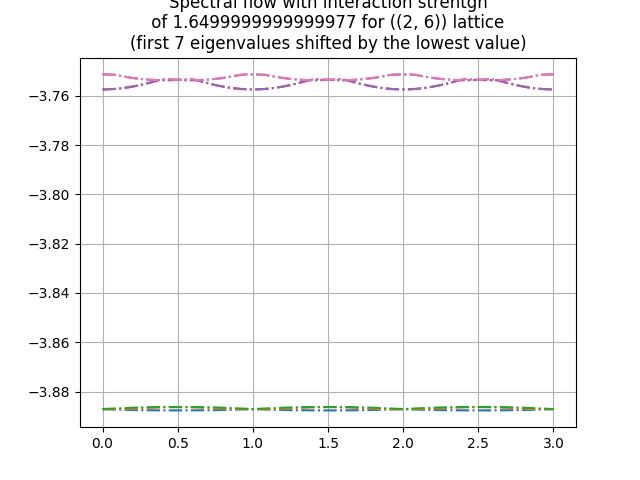 Spectral flow with interaction strentgh
of 1.6499999999999977 for ((2, 6)) lattice
(first 7 eigenvalues shifted by the lowest value)
−3.76
−3.78
−3.80
−3.82
−3.84
−3.86
−3.88
0.0 0.5 1.0 1.5 2.0 2.5 3.0